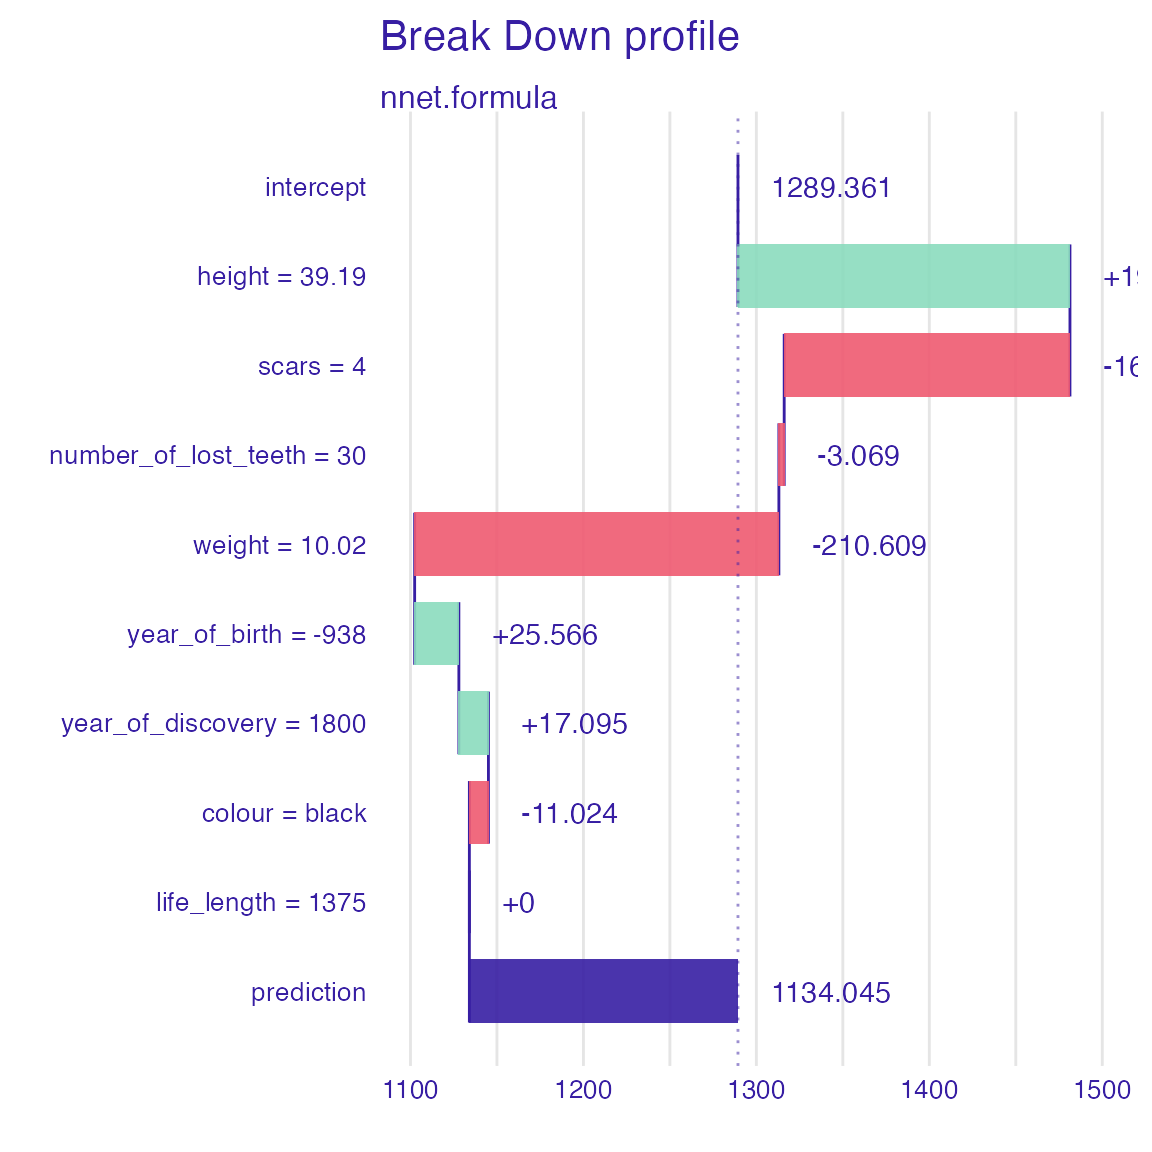 Break Down profile
nnet.formula
intercept 1289.361
height = 39.19
scars = 4
number_of_lost_teeth = 30 -3.069
weight = 10.02 -210.609
year_of_birth = -938 +25.566
year_of_discovery = 1800 +17.095
colour = black -11.024
life_length = 1375 +0
prediction 1134.045
1100 1200 1300 1400 1500